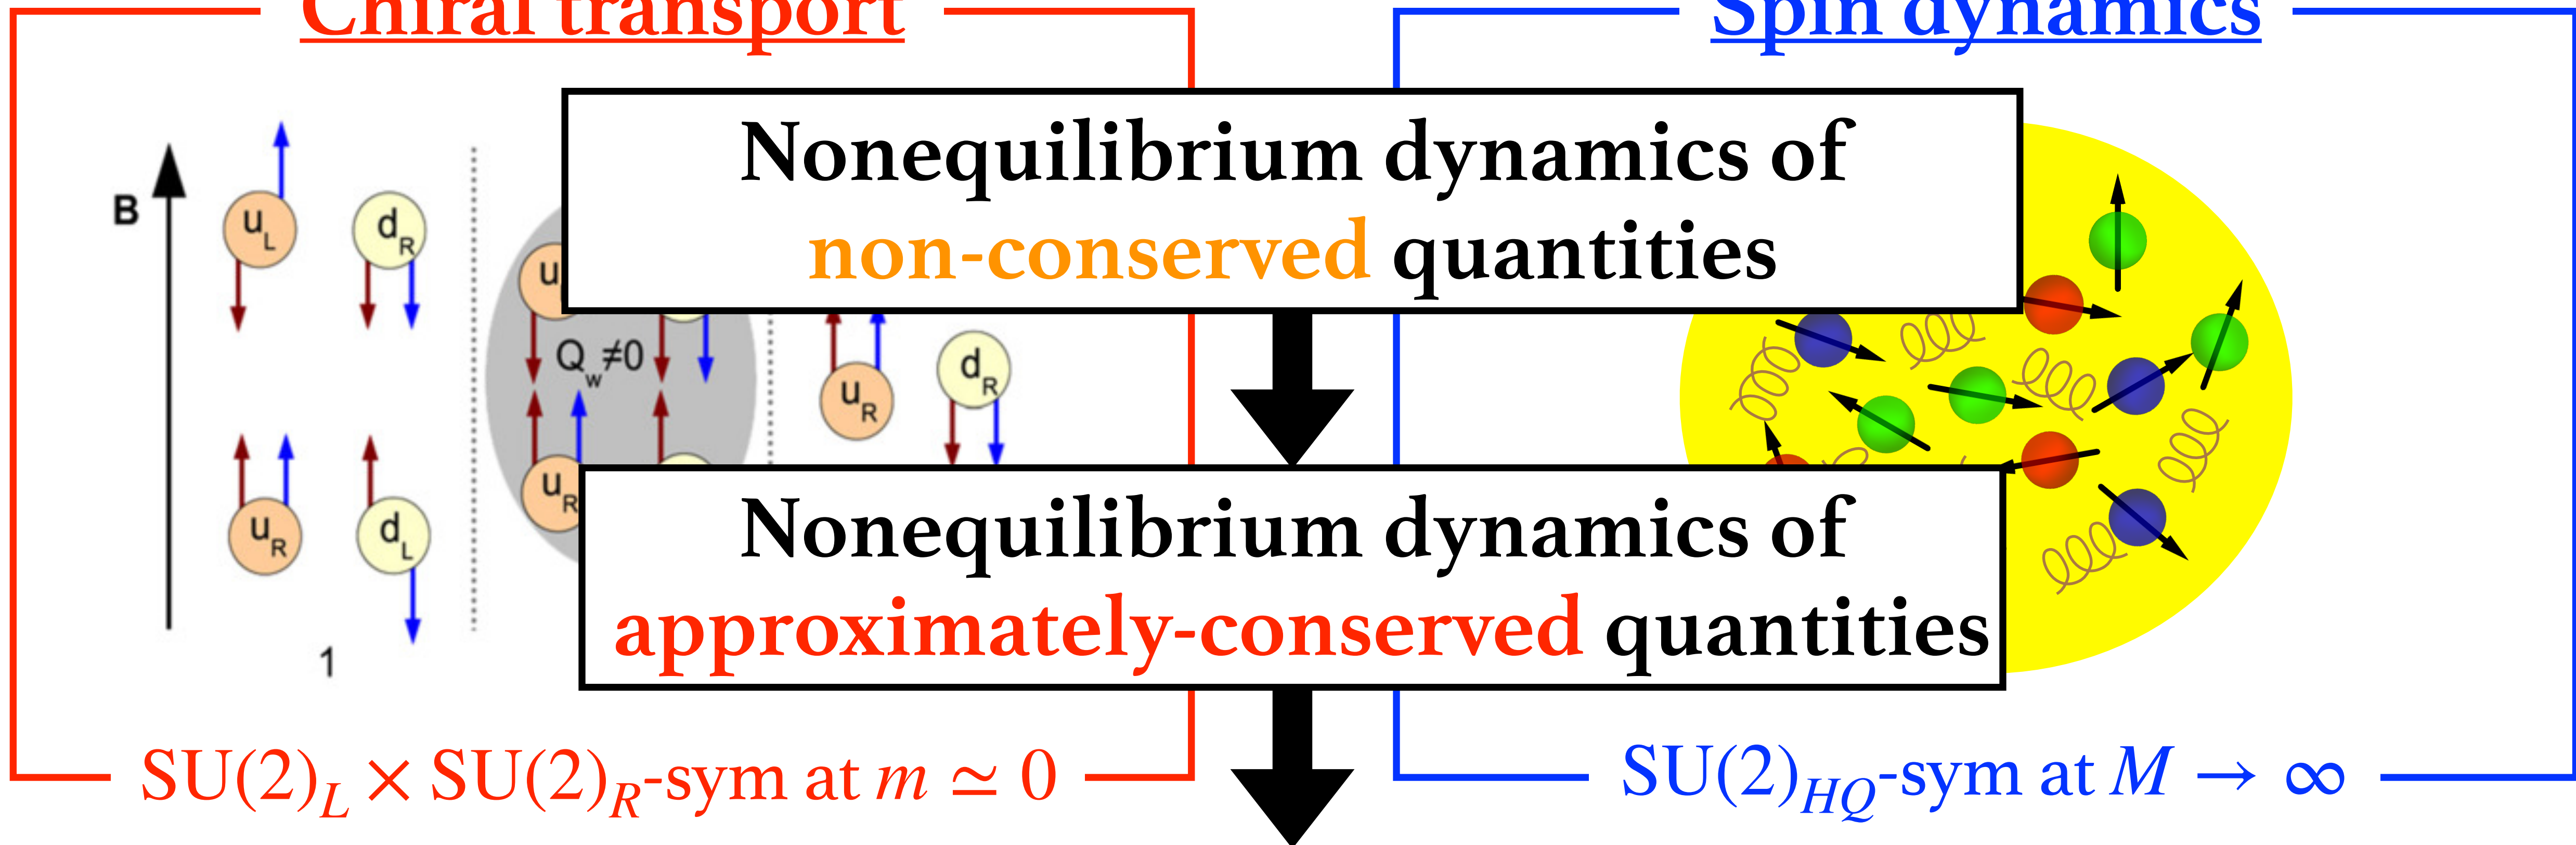 Chiral transport
Spin dynamics
Nonequilibrium dynamics of
non-conserved quantities
B
u_L
d_R
u
Q_w≠0
u_R
d_R
u_R
Nonequilibrium dynamics of
approximately-conserved quantities
u_R
d_L
1
SU(2)_L × SU(2)_R-sym at m ≃ 0
SU(2)_HQ-sym at M → ∞